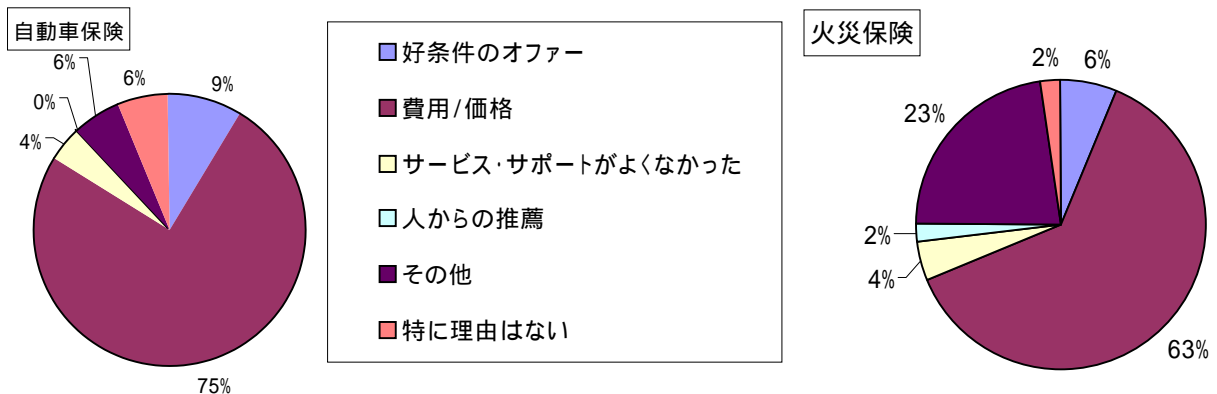 自動車保険
6%
6%
9%
0%
4%
75%
好条件のオファー
費用/価格
サービス・サポートがよくなかった
人からの推薦
その他
特に理由はない
火災保険
2%
6%
23%
2%
4%
63%